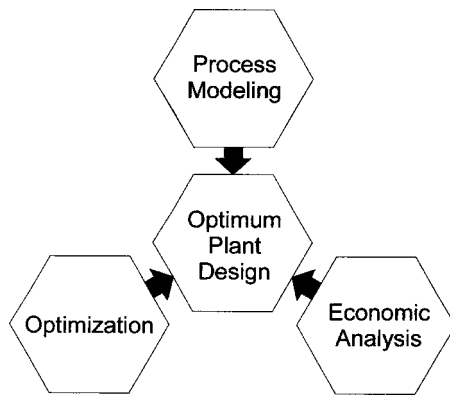 Process
Modeling
Optimum
Plant
Design
Optimization
Economic
Analysis